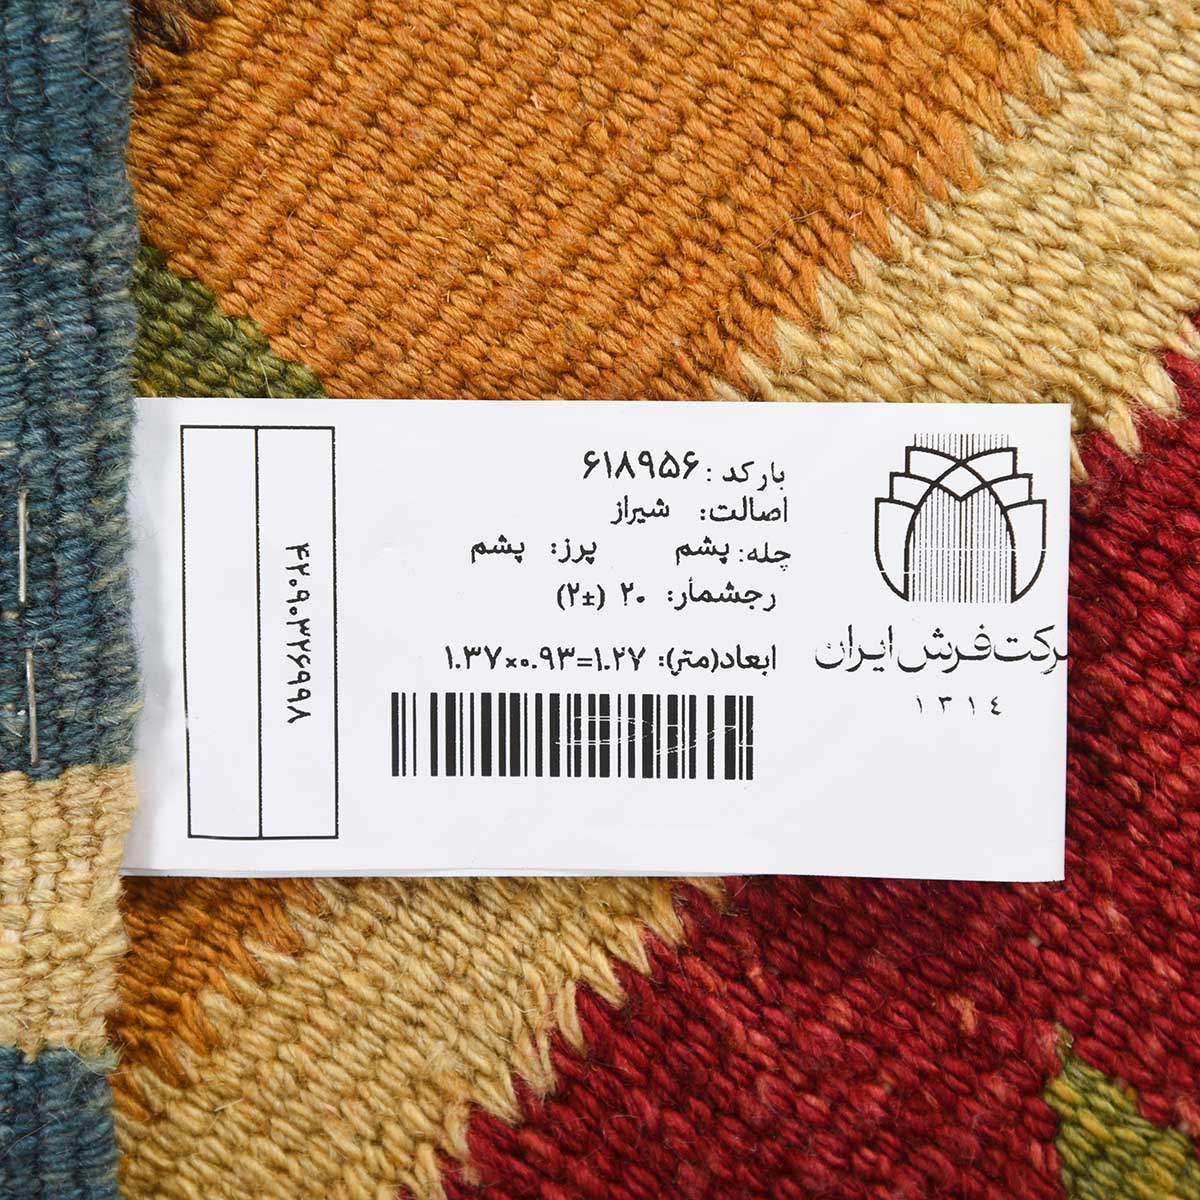 بارکد: ۶۱۸۹۵۶
اصالت: شیراز
چله: پشم پرز: پشم
رجشمار: ۲۰ (±۲)
ابعاد(متر): ۱.۳۷×۰.۹۳=۱.۲۷
شرکت فرش ایران
١٣١٤
۴۲۰۹۰۳۲۶۹۹۸